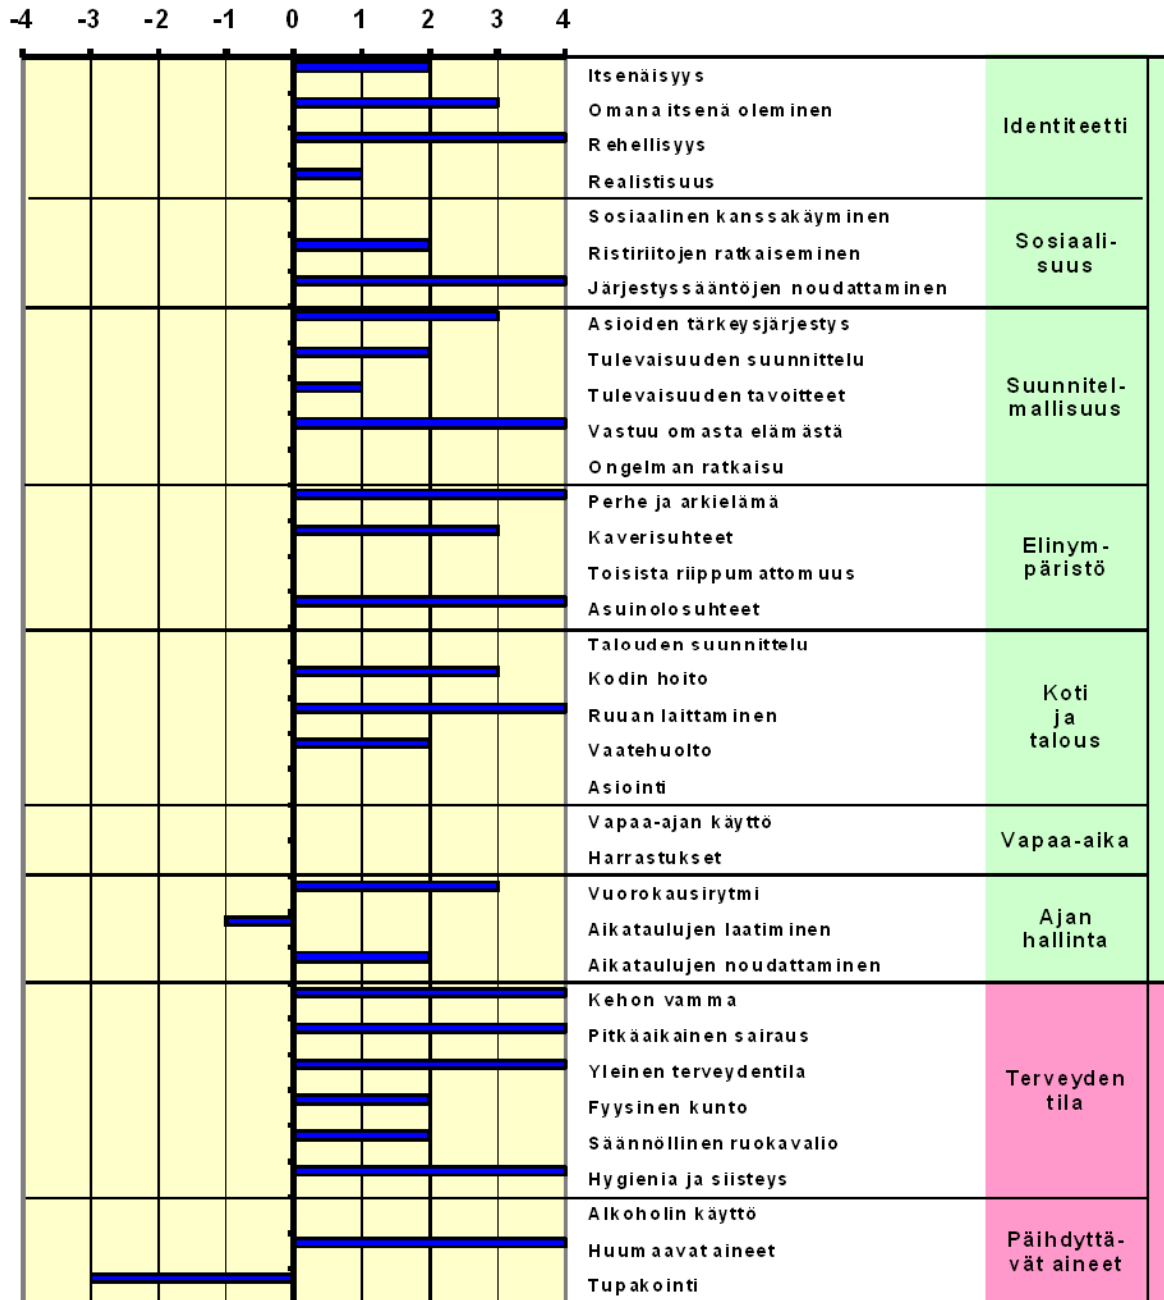 -4 -3 -2 -1 0 1 2 3 4
Itsenäisyys
Omana itsenä oleminen
Rehellisyys
Realistisuus
Identiteetti
Sosiaalinen kanssakäyminen
Ristiriitojen ratkaiseminen
Järjestyssääntöjen noudattaminen
Sosiaali-
suus
Asioiden tärkeysjärjestys
Tulevaisuuden suunnittelu
Tulevaisuuden tavoitteet
Vastuu omasta elämästä
Ongelman ratkaisu
Suunnitel-
mallisuus
Perhe ja arkielämä
Kaverisuhteet
Toisista riippumattomuus
Asuinolosuhteet
Elinym-
päristö
Talouden suunnittelu
Kodin hoito
Ruuan laittaminen
Vaatehuolto
Asiointi
Koti
ja
talous
Vapaa-ajan käyttö
Harrastukset
Vapaa-aika
Vuorokausirytmi
Aikataulujen laatiminen
Aikataulujen noudattaminen
Ajan
hallinta
Kehon vamma
Pitkäaikainen sairaus
Yleinen terveydentila
Fyysinen kunto
Säännöllinen ruokavalio
Hygienia ja siisteys
Terveyden
tila
Alkoholin käyttö
Huumaavat aineet
Tupakointi
Päihdyttä-
vät aineet